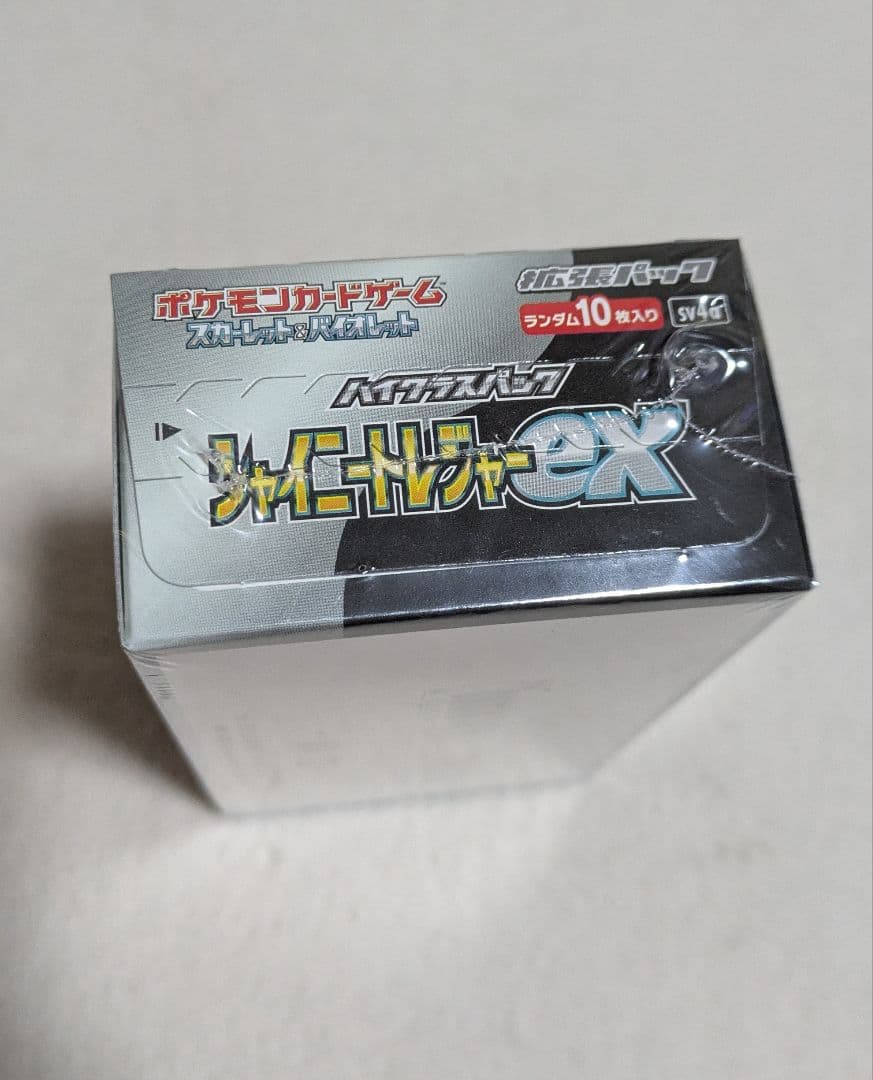 ポケモンカードゲーム
スカーレット&バイオレット
拡張パック
ランダム10枚入り
sv4a
ハイクラスパック
シャイニートレジャーex